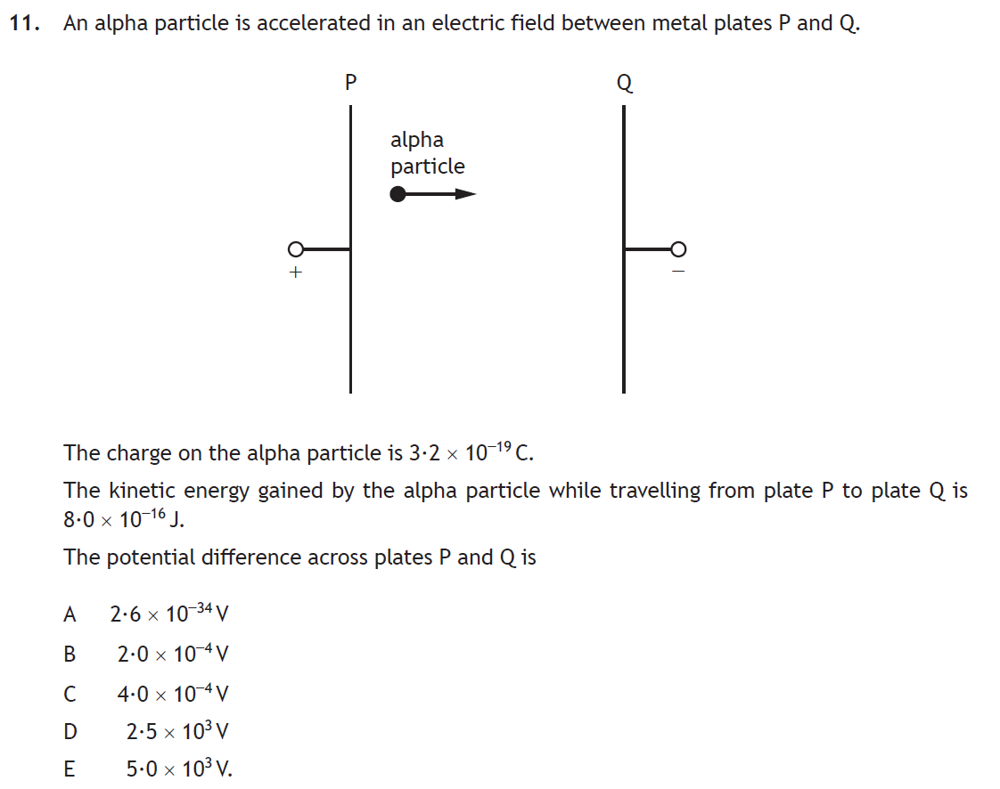 11. An alpha particle is accelerated in an electric field between metal plates P and Q.
P
Q
alpha
particle
+
–
The charge on the alpha particle is 3·2 × 10⁻¹⁹ C.
The kinetic energy gained by the alpha particle while travelling from plate P to plate Q is
8·0 × 10⁻¹⁶ J.
The potential difference across plates P and Q is
A 2·6 × 10⁻³⁴ V
B 2·0 × 10⁻⁴ V
C 4·0 × 10⁻⁴ V
D 2·5 × 10³ V
E 5·0 × 10³ V.